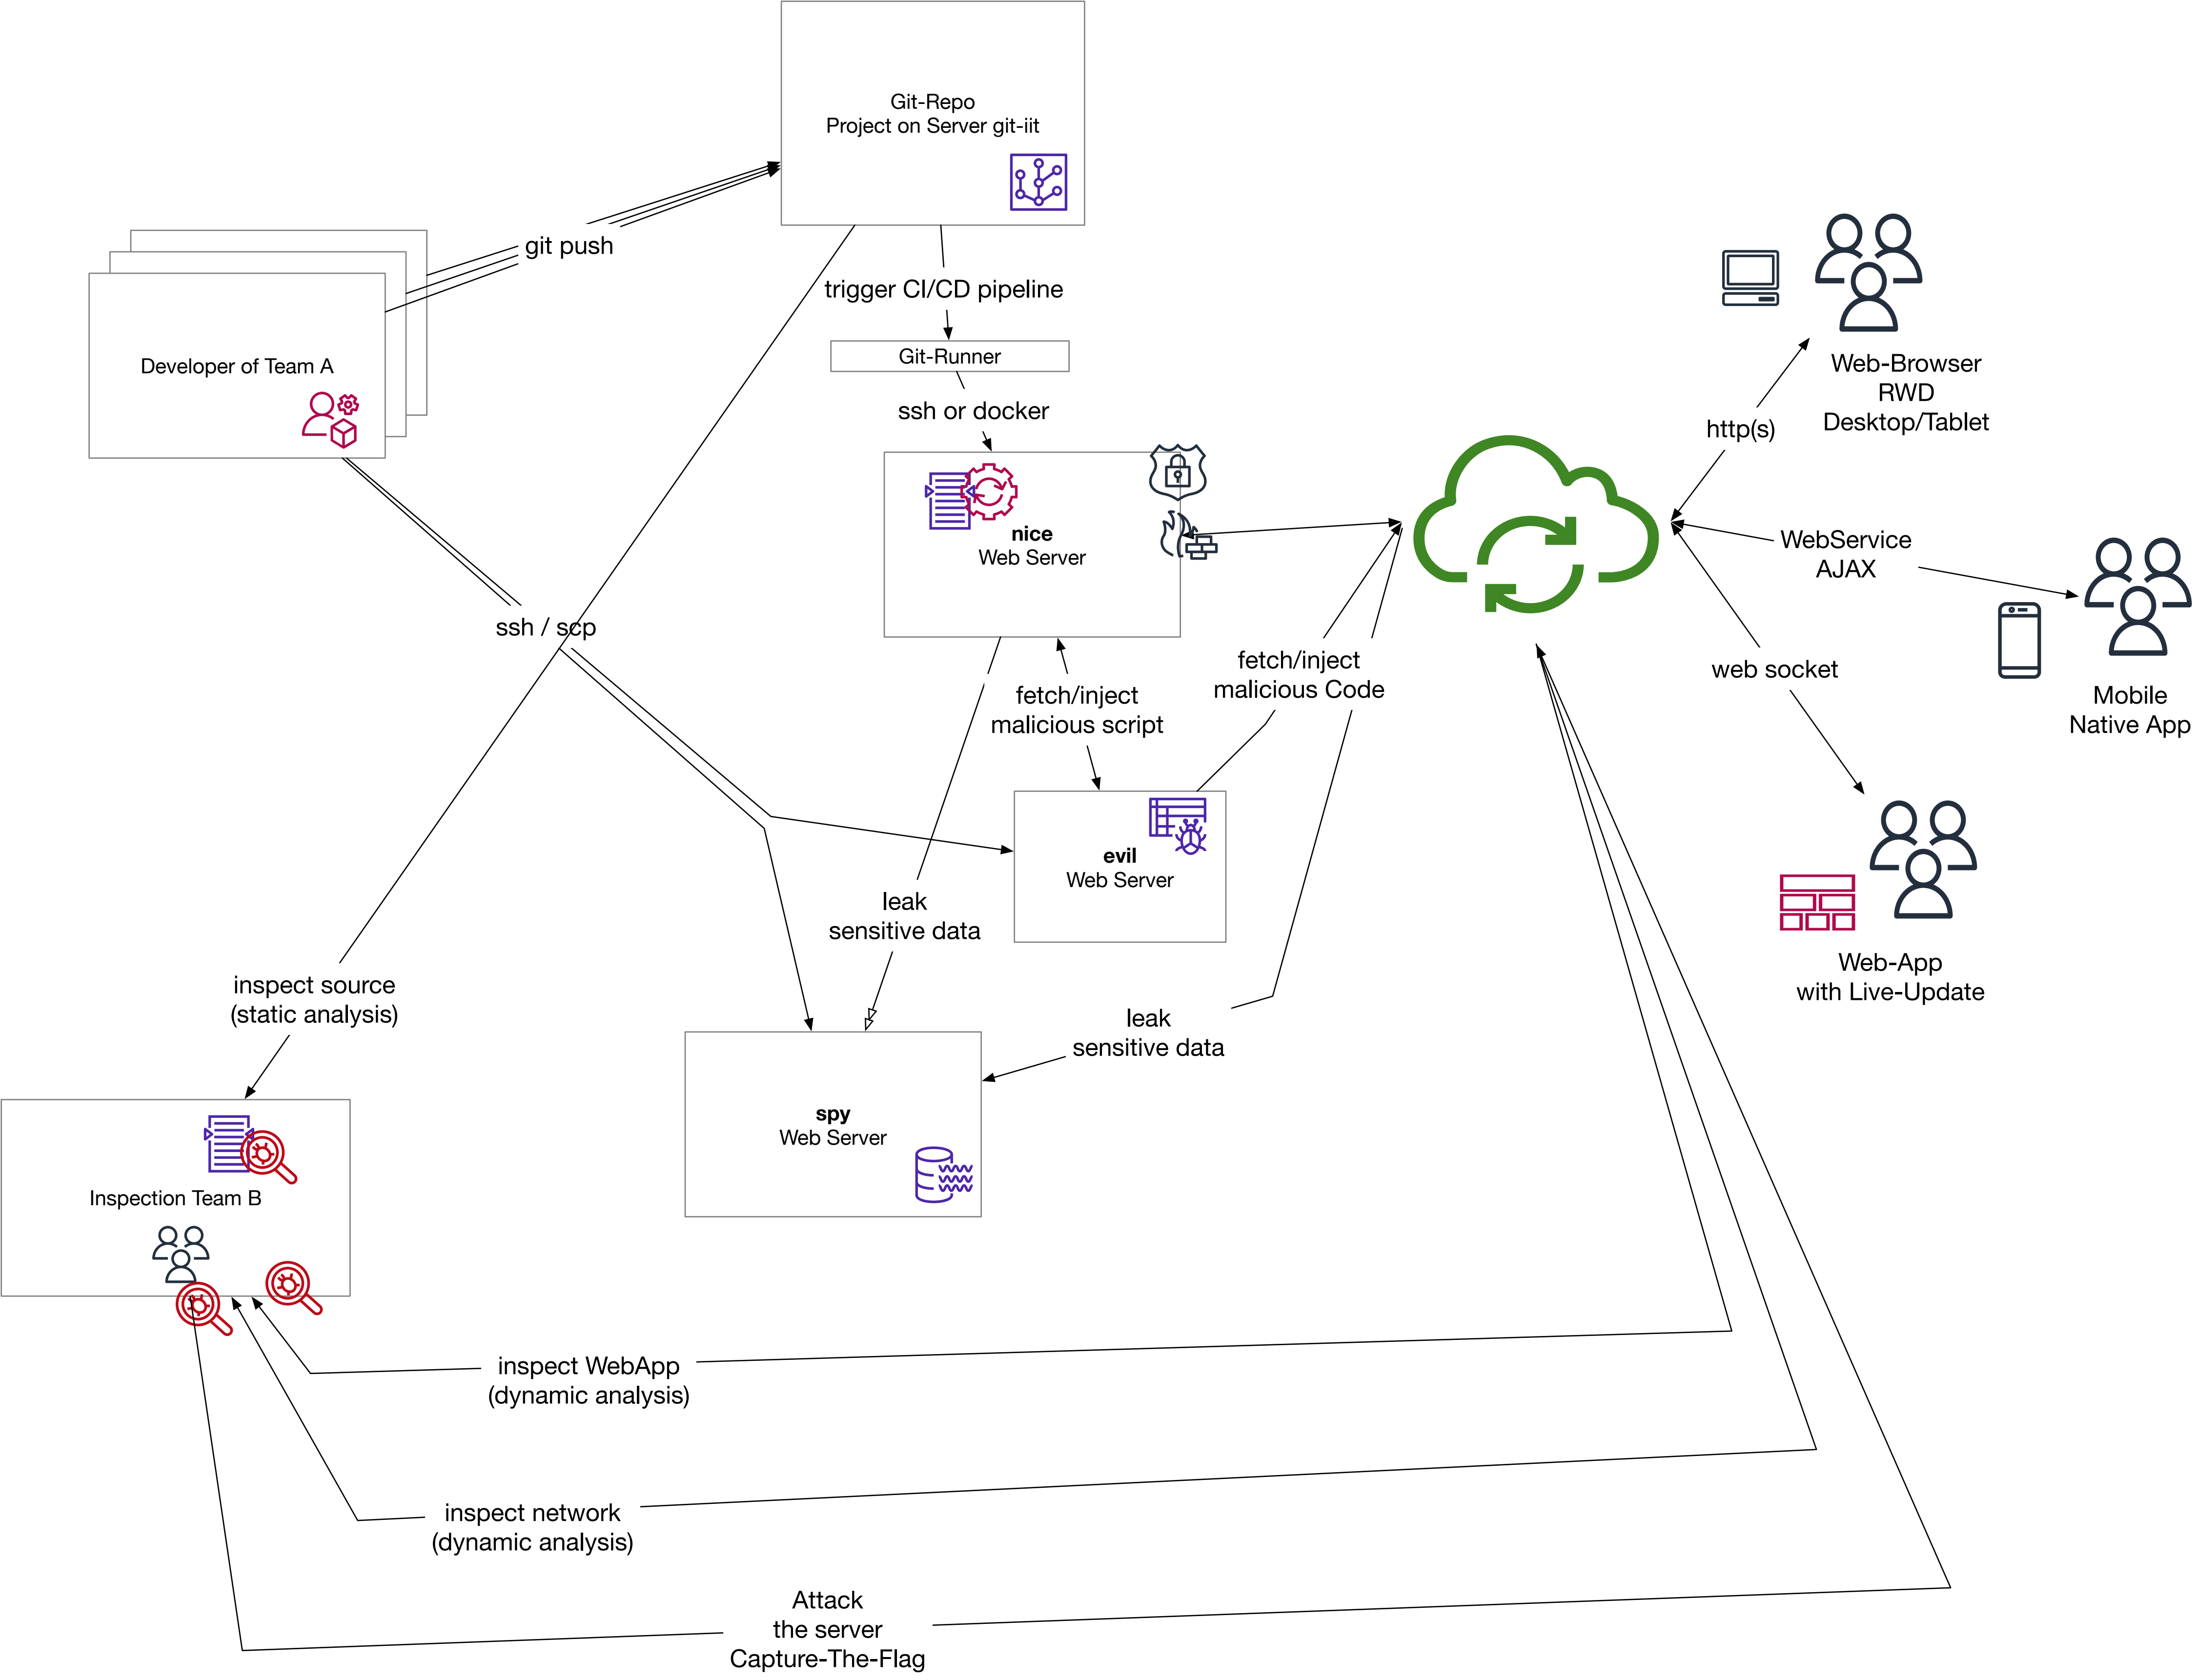 Git-Repo
Project on Server git-iit
git push
trigger CI/CD pipeline
Developer of Team A
Git-Runner
Web-Browser
RWD
Desktop/Tablet
ssh or docker
http(s)
nice
Web Server
WebService
AJAX
ssh / scp
fetch/inject
malicious Code
web socket
fetch/inject
malicious script
Mobile
Native App
evil
Web Server
leak
sensitive data
Web-App
with Live-Update
inspect source
(static analysis)
leak
sensitive data
spy
Web Server
Inspection Team B
inspect WebApp
(dynamic analysis)
inspect network
(dynamic analysis)
Attack
the server
Capture-The-Flag